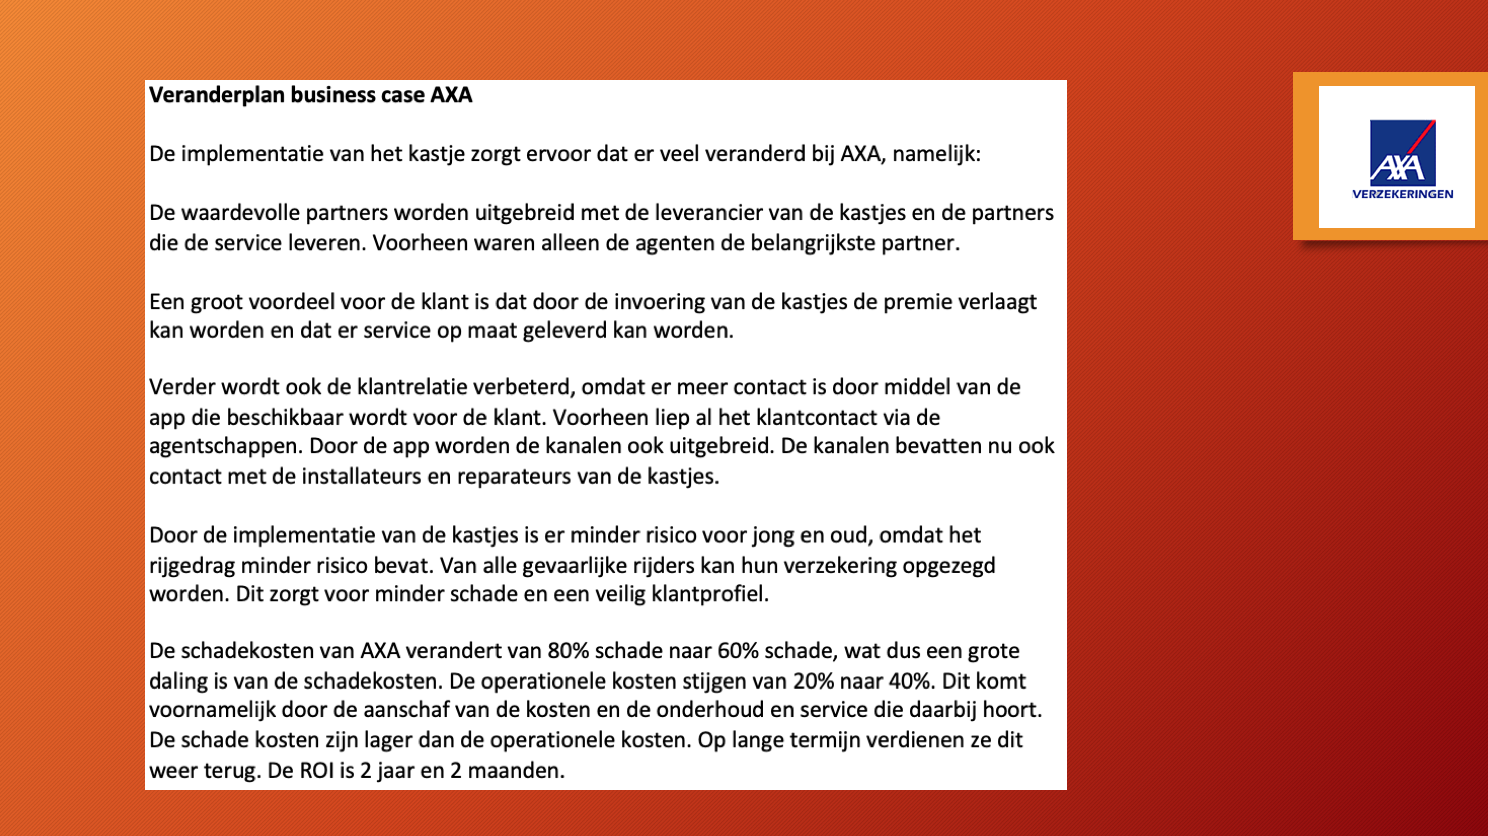 Veranderplan business case AXA
De implementatie van het kastje zorgt ervoor dat er veel veranderd bij AXA, namelijk:
De waardevolle partners worden uitgebreid met de leverancier van de kastjes en de partners
die de service leveren. Voorheen waren alleen de agenten de belangrijkste partner.
Een groot voordeel voor de klant is dat door de invoering van de kastjes de premie verlaagt
kan worden en dat er service op maat geleverd kan worden.
Verder wordt ook de klantrelatie verbeterd, omdat er meer contact is door middel van de
app die beschikbaar wordt voor de klant. Voorheen liep al het klantcontact via de
agentschappen. Door de app worden de kanalen ook uitgebreid. De kanalen bevatten nu ook
contact met de installateurs en reparateurs van de kastjes.
Door de implementatie van de kastjes is er minder risico voor jong en oud, omdat het
rijgedrag minder risico bevat. Van alle gevaarlijke rijders kan hun verzekering opgezegd
worden. Dit zorgt voor minder schade en een veilig klantprofiel.
De schadekosten van AXA verandert van 80% schade naar 60% schade, wat dus een grote
daling is van de schadekosten. De operationele kosten stijgen van 20% naar 40%. Dit komt
voornamelijk door de aanschaf van de kosten en de onderhoud en service die daarbij hoort.
De schade kosten zijn lager dan de operationele kosten. Op lange termijn verdienen ze dit
weer terug. De ROI is 2 jaar en 2 maanden.
AXA
VERZEKERINGEN